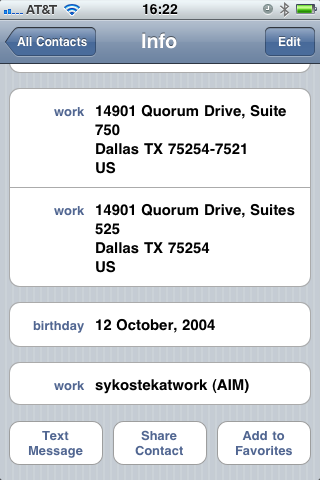 AT&T 16:22
All Contacts Info Edit
work 14901 Quorum Drive, Suite
750
Dallas TX 75254-7521
US
work 14901 Quorum Drive, Suites
525
Dallas TX 75254
US
birthday 12 October, 2004
work sykostekatwork (AIM)
Text Share Add to
Message Contact Favorites